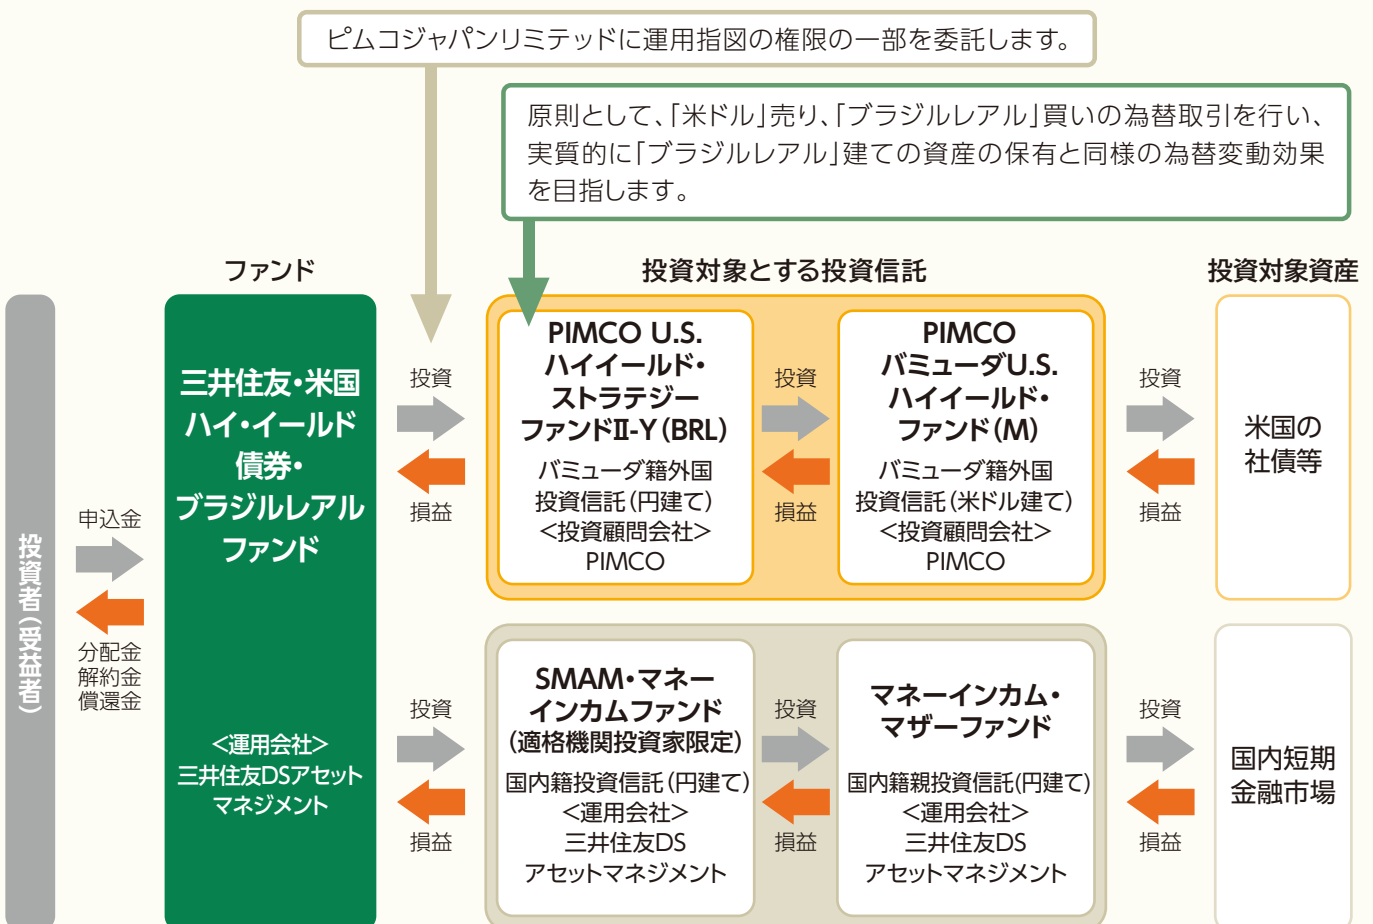 ピムコジャパンリミテッドに運用指図の権限の一部を委託します。
原則として、「米ドル」売り、「ブラジルレアル」買いの為替取引を行い、
実質的に「ブラジルレアル」建ての資産の保有と同様の為替変動効果
を目指します。
ファンド
投資対象とする投資信託
投資対象資産
投資者(受益者)
申込金
分配金
解約金
償還金
三井住友・米国
ハイ・イールド
債券・
ブラジルレアル
ファンド
<運用会社>
三井住友DSアセット
マネジメント
投資
損益
PIMCO U.S.
ハイイールド・
ストラテジー
ファンドⅡ-Y(BRL)
バミューダ籍外国
投資信託(円建て)
<投資顧問会社>
PIMCO
投資
損益
PIMCO
バミューダU.S.
ハイイールド・
ファンド(M)
バミューダ籍外国
投資信託(米ドル建て)
<投資顧問会社>
PIMCO
投資
損益
米国の
社債等
投資
損益
SMAM・マネー
インカムファンド
(適格機関投資家限定)
国内籍投資信託(円建て)
<運用会社>
三井住友DS
アセットマネジメント
投資
損益
マネーインカム・
マザーファンド
国内籍親投資信託(円建て)
<運用会社>
三井住友DS
アセットマネジメント
投資
損益
国内短期
金融市場